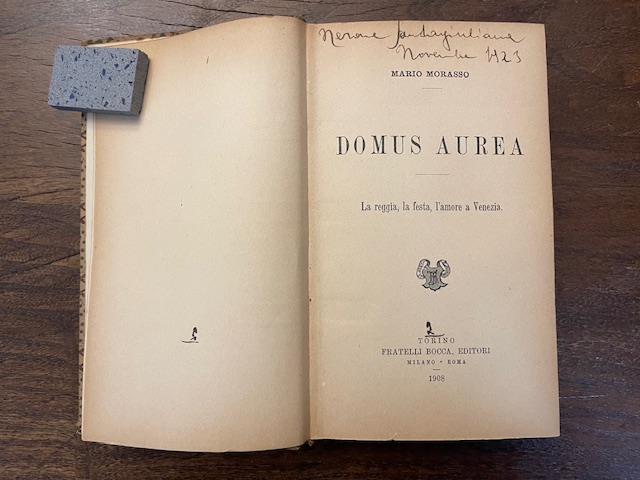 Nerone Santagiuliana
Novembre 1923
MARIO MORASSO
DOMUS AUREA
La reggia, la festa, l'amore a Venezia.
TORINO
FRATELLI BOCCA, EDITORI
MILANO - ROMA
1908